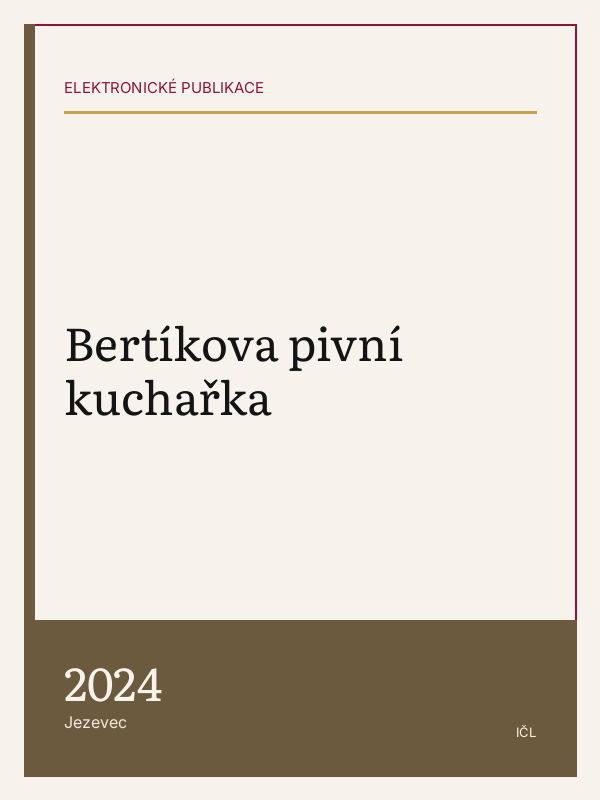 ELEKTRONICKÉ PUBLIKACE
Bertíkova pivní
kuchařka
2024
Jezevec
IČL